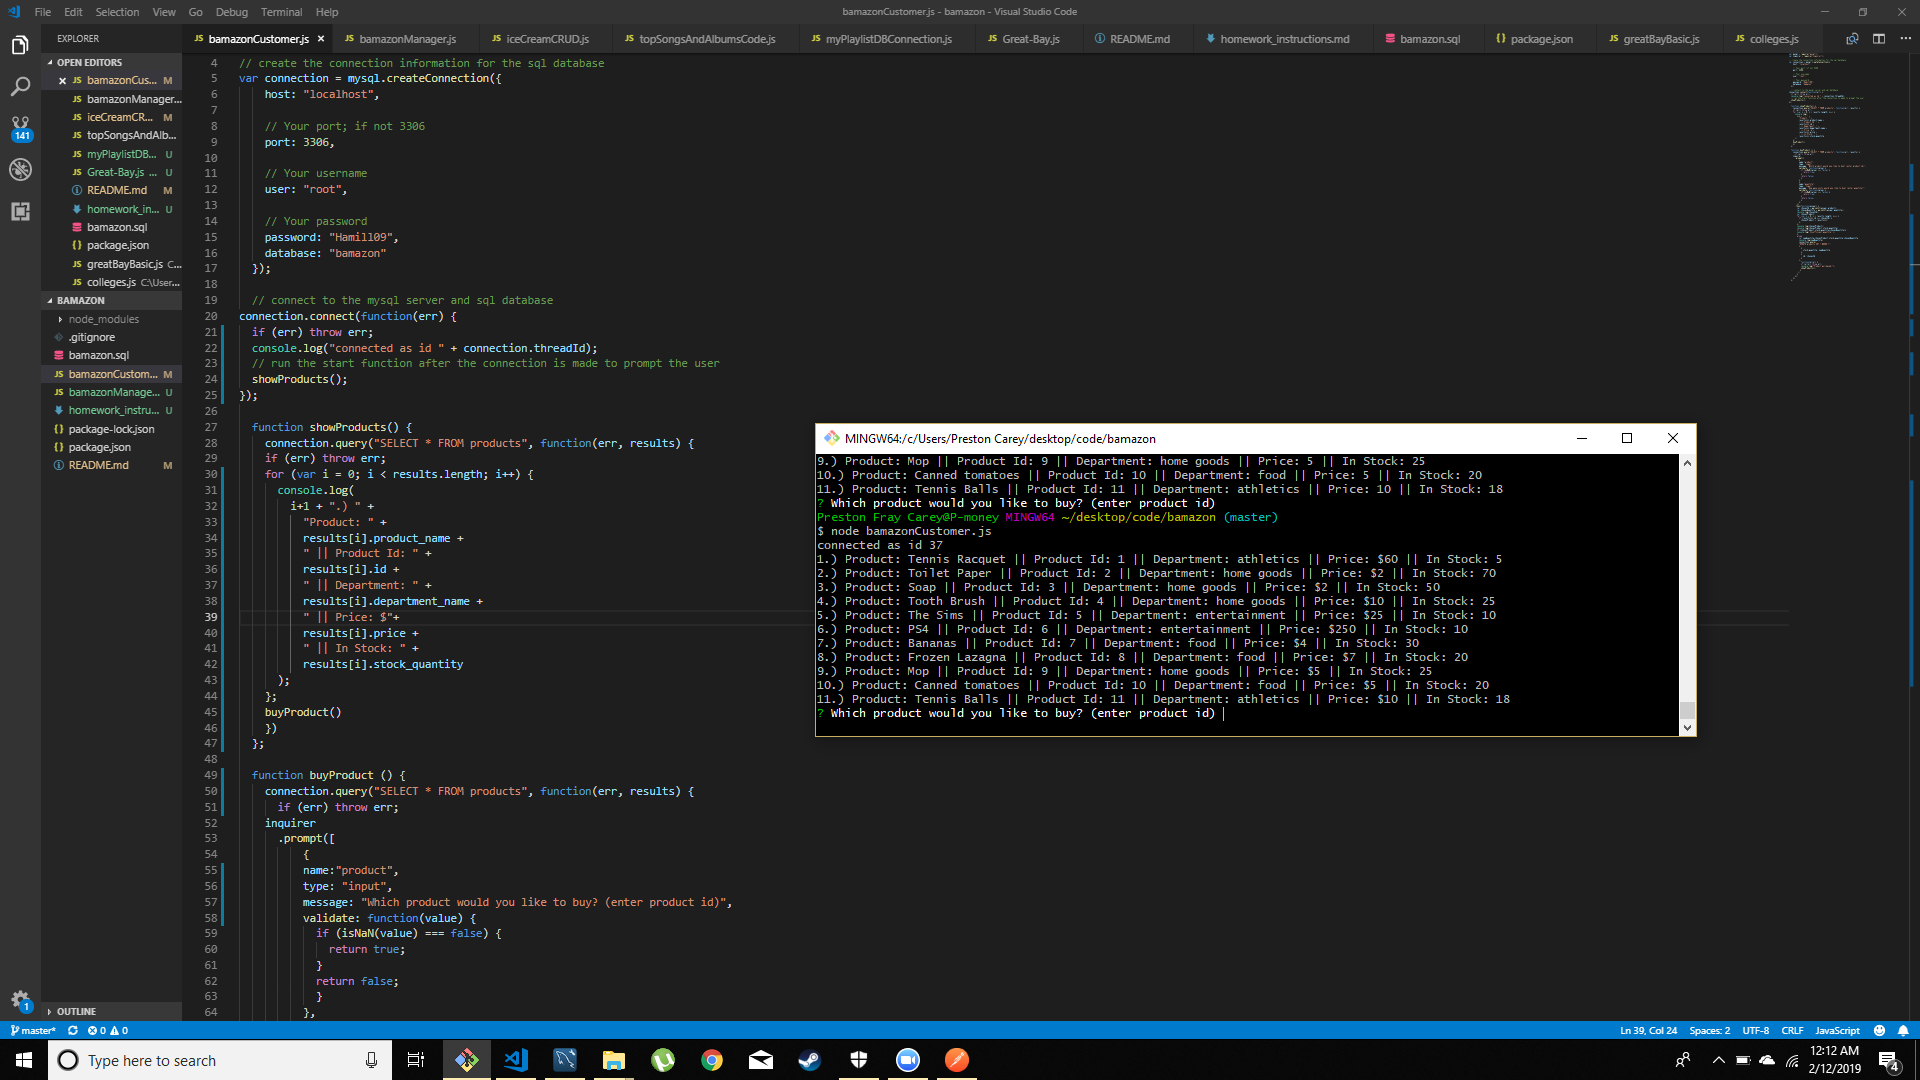 File Edit Selection View Go Debug Terminal Help
bamazonCustomer.js - bamazon - Visual Studio Code
EXPLORER
JS bamazonCustomer.js ×
JS bamazonManager.js
JS iceCreamCRUD.js
JS topSongsAndAlbumsCode.js
JS myPlaylistDBConnection.js
JS Great-Bay.js
README.md
homework_instructions.md
bamazon.sql
{} package.json
JS greatBayBasic.js
JS colleges.js
OPEN EDITORS
× JS bamazonCus... M
JS bamazonManager...
JS iceCreamCR... M
JS topSongsAndAlb...
JS myPlaylistDB... U
JS Great-Bay.js ... U
README.md M
homework_in... U
bamazon.sql
{} package.json
JS greatBayBasic.js C...
JS colleges.js C:\User...
BAMAZON
node_modules
.gitignore
bamazon.sql
JS bamazonCustom... M
JS bamazonManage... U
homework_instru... U
{} package-lock.json
{} package.json
README.md M
OUTLINE
141
1
4 // create the connection information for the sql database
5 var connection = mysql.createConnection({
6 host: "localhost",
7
8 // Your port; if not 3306
9 port: 3306,
10
11 // Your username
12 user: "root",
13
14 // Your password
15 password: "Hamill09",
16 database: "bamazon"
17 });
18
19 // connect to the mysql server and sql database
20 connection.connect(function(err) {
21 if (err) throw err;
22 console.log("connected as id " + connection.threadId);
23 // run the start function after the connection is made to prompt the user
24 showProducts();
25 });
26
27 function showProducts() {
28 connection.query("SELECT * FROM products", function(err, results) {
29 if (err) throw err;
30 for (var i = 0; i < results.length; i++) {
31 console.log(
32 i+1 + ".) " +
33 "Product: " +
34 results[i].product_name +
35 " || Product Id: " +
36 results[i].id +
37 " || Department: " +
38 results[i].department_name +
39 " || Price: $"+
40 results[i].price +
41 " || In Stock: " +
42 results[i].stock_quantity
43 );
44 };
45 buyProduct()
46 })
47 };
48
49 function buyProduct () {
50 connection.query("SELECT * FROM products", function(err, results) {
51 if (err) throw err;
52 inquirer
53 .prompt([
54 {
55 name:"product",
56 type: "input",
57 message: "Which product would you like to buy? (enter product id)",
58 validate: function(value) {
59 if (isNaN(value) === false) {
60 return true;
61 }
62 return false;
63 }
64 },
MINGW64:/c/Users/Preston Carey/desktop/code/bamazon
9.) Product: Mop || Product Id: 9 || Department: home goods || Price: 5 || In Stock: 25
10.) Product: Canned tomatoes || Product Id: 10 || Department: food || Price: 5 || In Stock: 20
11.) Product: Tennis Balls || Product Id: 11 || Department: athletics || Price: 10 || In Stock: 18
? Which product would you like to buy? (enter product id)
Preston Fray Carey@P-money MINGW64 ~/desktop/code/bamazon (master)
$ node bamazonCustomer.js
connected as id 37
1.) Product: Tennis Racquet || Product Id: 1 || Department: athletics || Price: $60 || In Stock: 5
2.) Product: Toilet Paper || Product Id: 2 || Department: home goods || Price: $2 || In Stock: 70
3.) Product: Soap || Product Id: 3 || Department: home goods || Price: $2 || In Stock: 50
4.) Product: Tooth Brush || Product Id: 4 || Department: home goods || Price: $10 || In Stock: 25
5.) Product: The Sims || Product Id: 5 || Department: entertainment || Price: $25 || In Stock: 10
6.) Product: PS4 || Product Id: 6 || Department: entertainment || Price: $250 || In Stock: 10
7.) Product: Bananas || Product Id: 7 || Department: food || Price: $4 || In Stock: 30
8.) Product: Frozen Lazagna || Product Id: 8 || Department: food || Price: $7 || In Stock: 20
9.) Product: Mop || Product Id: 9 || Department: home goods || Price: $5 || In Stock: 25
10.) Product: Canned tomatoes || Product Id: 10 || Department: food || Price: $5 || In Stock: 20
11.) Product: Tennis Balls || Product Id: 11 || Department: athletics || Price: $10 || In Stock: 18
? Which product would you like to buy? (enter product id)
master* 0 0
Ln 39, Col 24 Spaces: 2 UTF-8 CRLF JavaScript
Type here to search
12:12 AM
2/12/2019
4